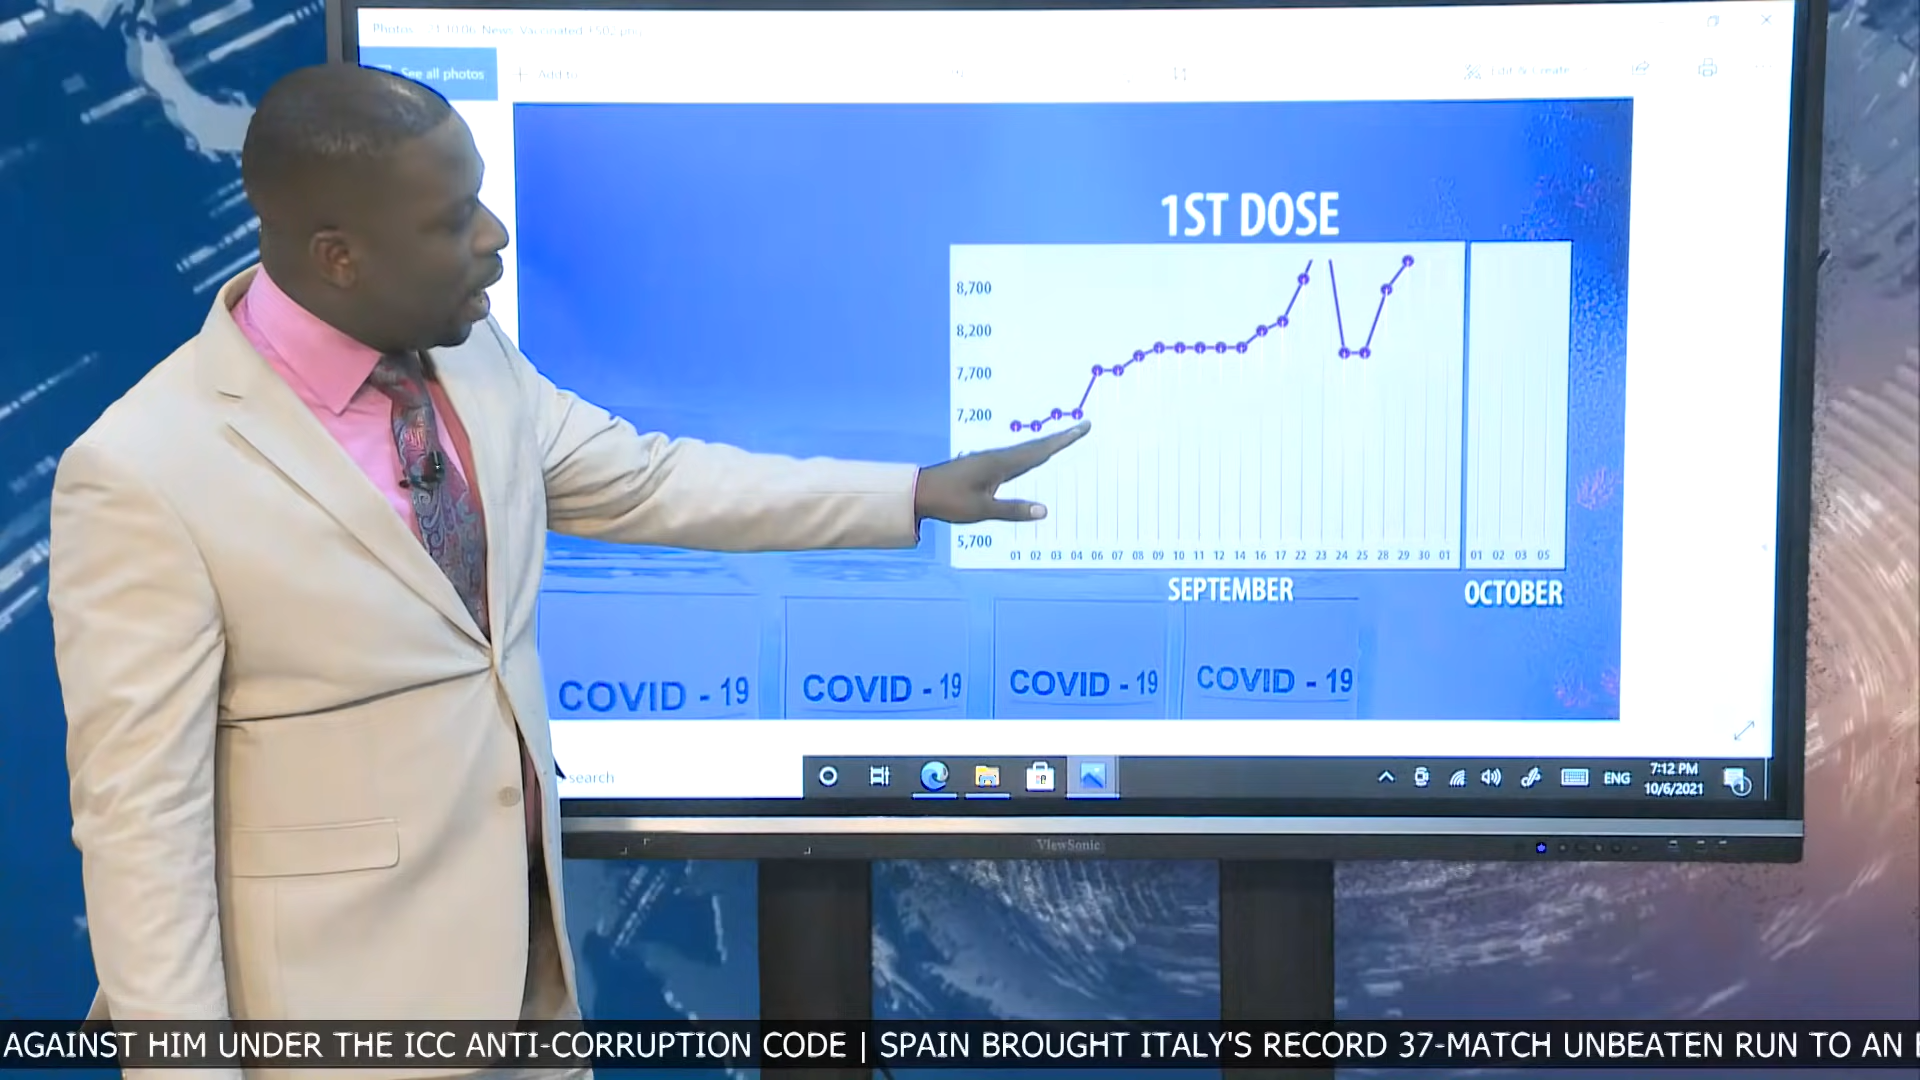 See all photos
Add to
Edit & Create
1ST DOSE
8,700
8,200
7,700
7,200
5,700
01 02 03 04 06 07 08 09 10 11 12 14 16 17 22 23 24 25 28 29 30 01 01 02 03 05
SEPTEMBER
OCTOBER
COVID - 19 COVID - 19 COVID - 19 COVID - 19
search
ENG
7:12 PM
10/6/2021
ViewSonic
AGAINST HIM UNDER THE ICC ANTI-CORRUPTION CODE | SPAIN BROUGHT ITALY'S RECORD 37-MATCH UNBEATEN RUN TO AN